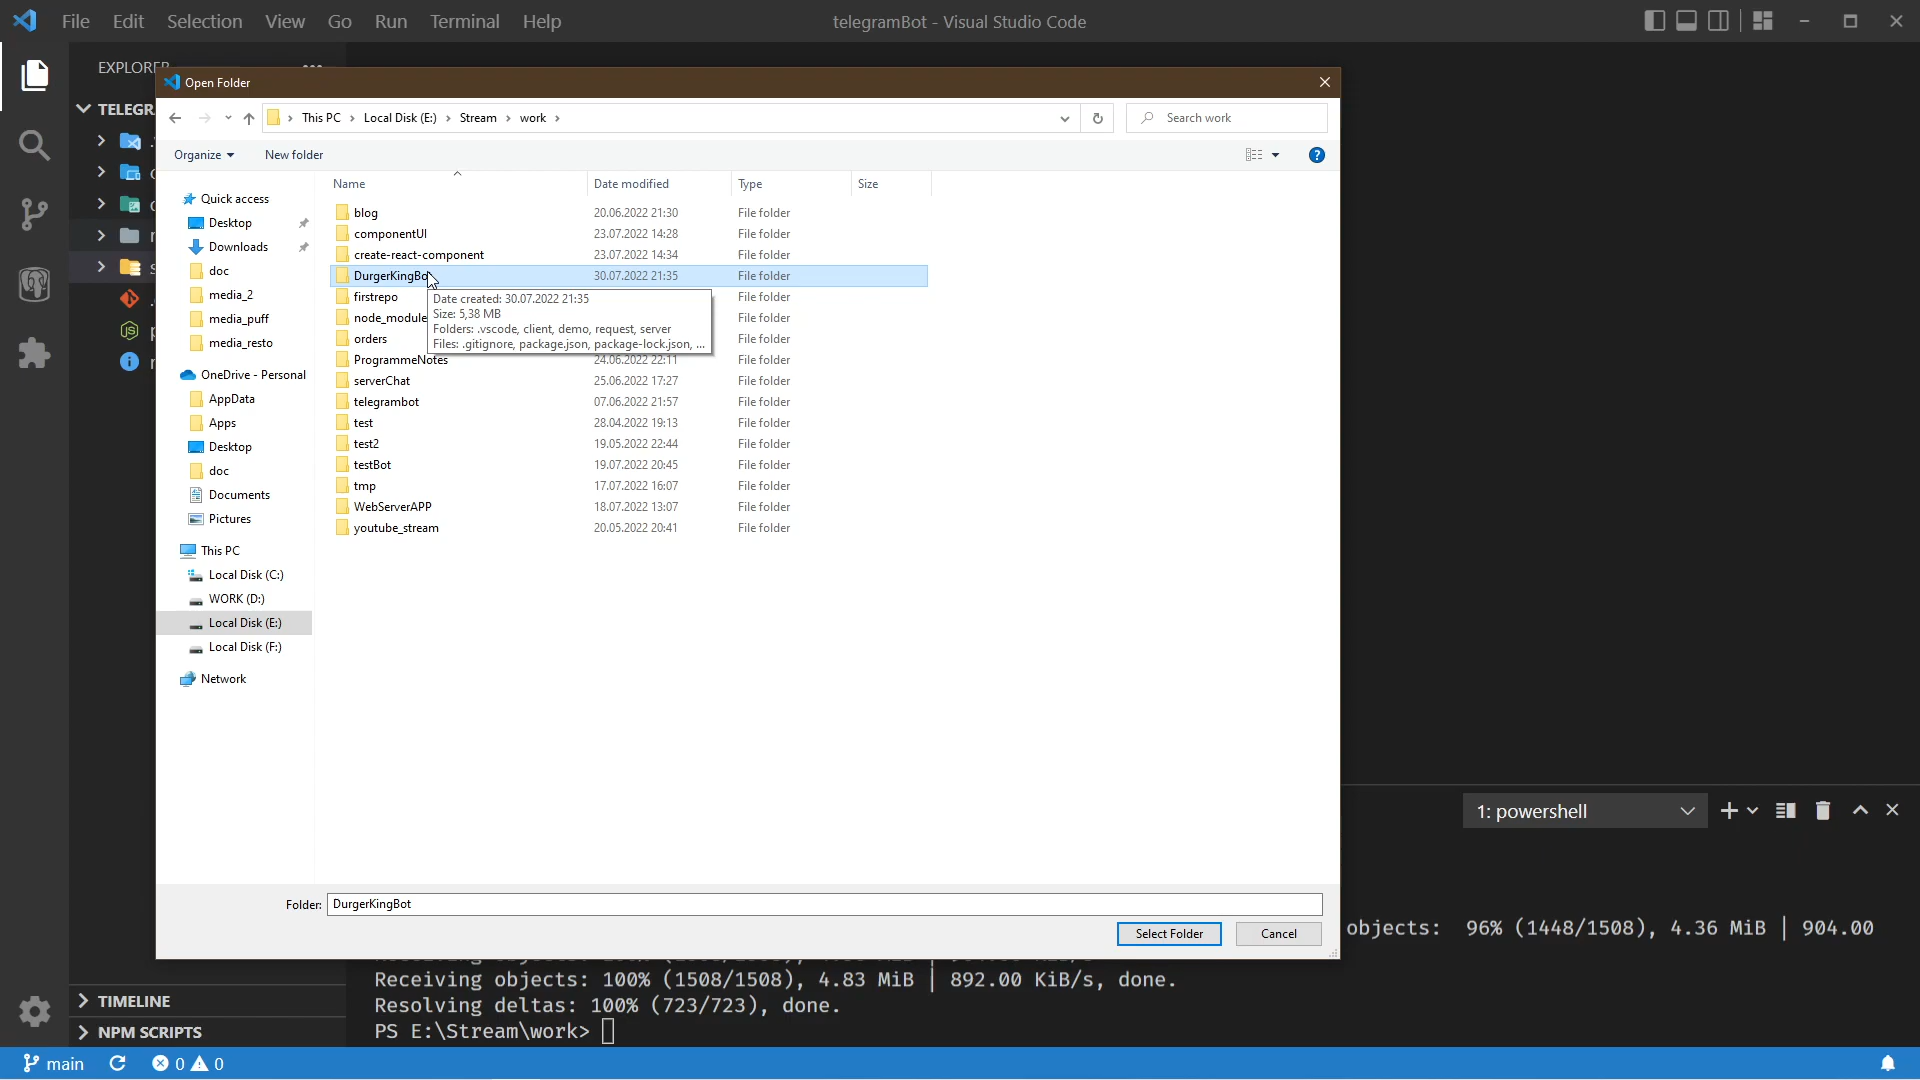 File Edit Selection View Go Run Terminal Help
telegramBot - Visual Studio Code
EXPLORER
TELEGR
Open Folder
This PC > Local Disk (E:) > Stream > work >
Search work
Organize
New folder
Quick access
Desktop
Downloads
doc
media_2
media_puff
media_resto
OneDrive - Personal
AppData
Apps
Desktop
doc
Documents
Pictures
This PC
Local Disk (C:)
WORK (D:)
Local Disk (E:)
Local Disk (F:)
Network
Name Date modified Type Size
blog 20.06.2022 21:30 File folder
componentUI 23.07.2022 14:28 File folder
create-react-component 23.07.2022 14:34 File folder
DurgerKingBo 30.07.2022 21:35 File folder
firstrepo File folder
node_module File folder
orders File folder
ProgrammeNotes 24.06.2022 22:11 File folder
serverChat 25.06.2022 17:27 File folder
telegrambot 07.06.2022 21:57 File folder
test 28.04.2022 19:13 File folder
test2 19.05.2022 22:44 File folder
testBot 19.07.2022 20:45 File folder
tmp 17.07.2022 16:07 File folder
WebServerAPP 18.07.2022 13:07 File folder
youtube_stream 20.05.2022 20:41 File folder
Date created: 30.07.2022 21:35
Size: 5,38 MB
Folders: .vscode, client, demo, request, server
Files: .gitignore, package.json, package-lock.json, ...
Folder: DurgerKingBot
Select Folder
Cancel
1: powershell
objects: 96% (1448/1508), 4.36 MiB | 904.00
Receiving objects: 100% (1508/1508), 4.83 MiB | 892.00 KiB/s, done.
Resolving deltas: 100% (723/723), done.
PS E:\Stream\work>
TIMELINE
NPM SCRIPTS
main 0 0